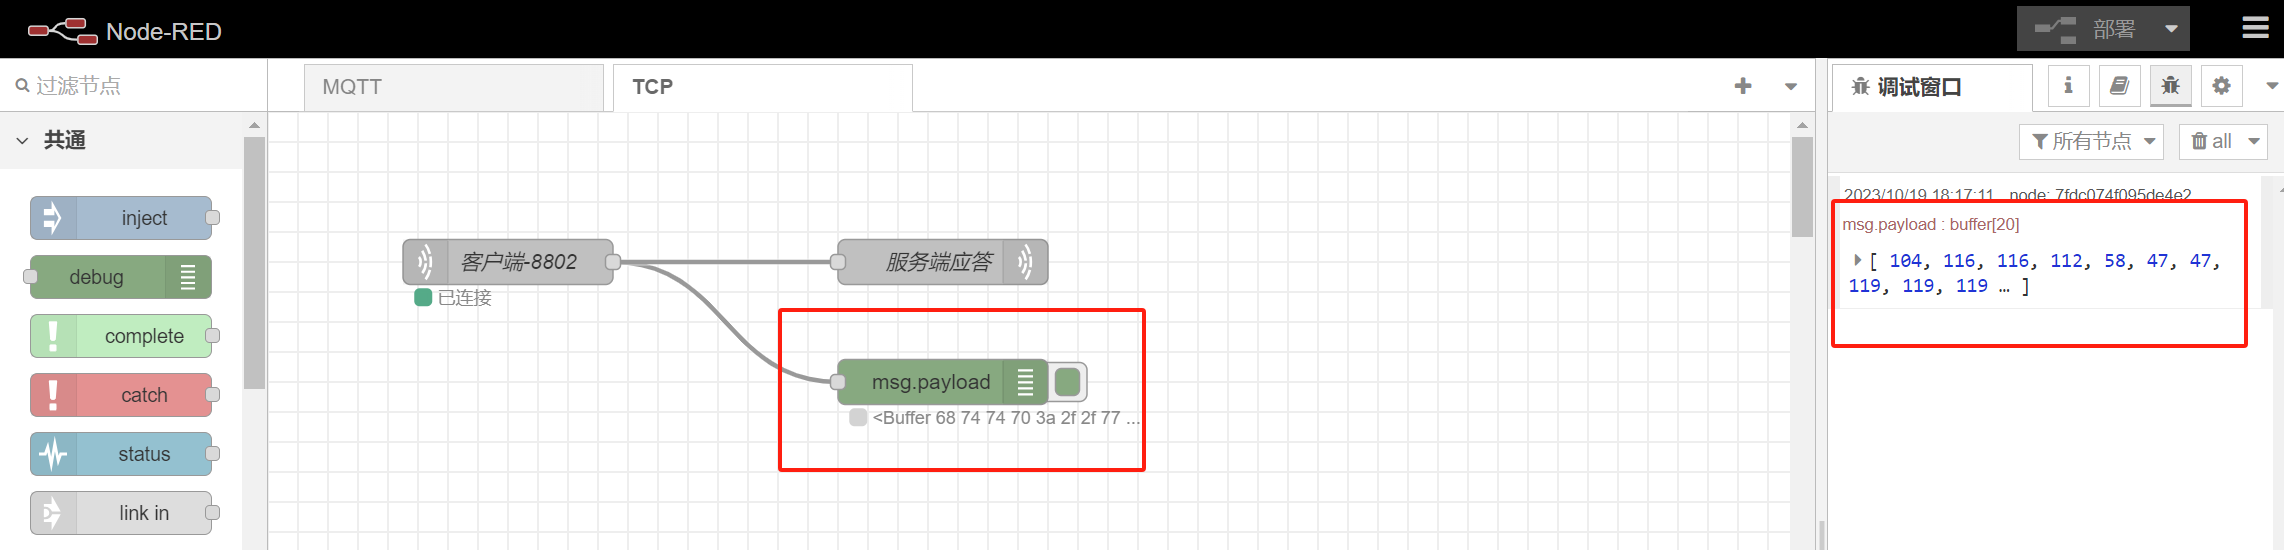 Node-RED
部署
过滤节点
MQTT
TCP
调试窗口
共通
所有节点
all
inject
debug
complete
catch
status
link in
客户端-8802
已连接
服务端应答
msg.payload
<Buffer 68 74 74 70 3a 2f 2f 77 ...
2023/10/19 18:17:11 node: 7fdc074f095de4e2
msg.payload : buffer[20]
[ 104, 116, 116, 112, 58, 47, 47,
119, 119, 119 … ]